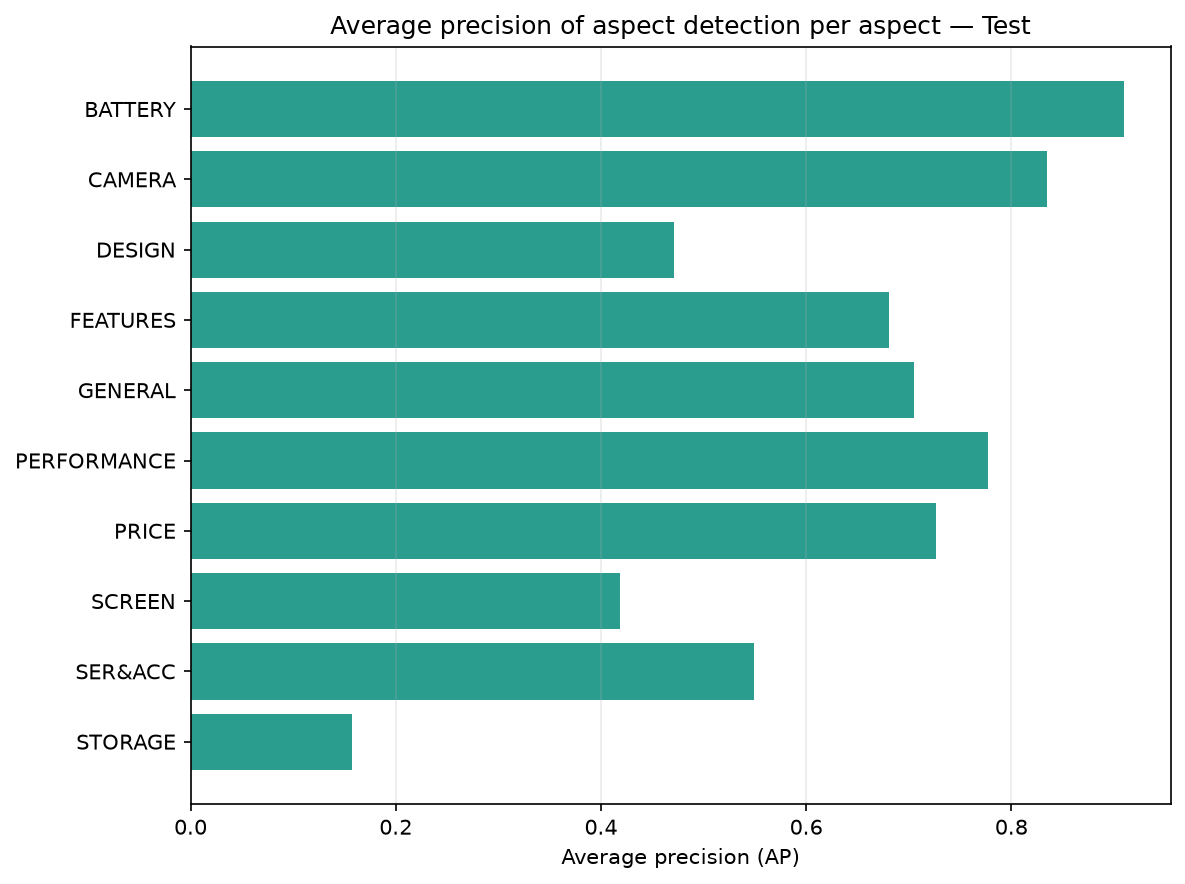 Average precision of aspect detection per aspect — Test
BATTERY
CAMERA
DESIGN
FEATURES
GENERAL
PERFORMANCE
PRICE
SCREEN
SER&ACC
STORAGE
0.0 0.2 0.4 0.6 0.8
Average precision (AP)